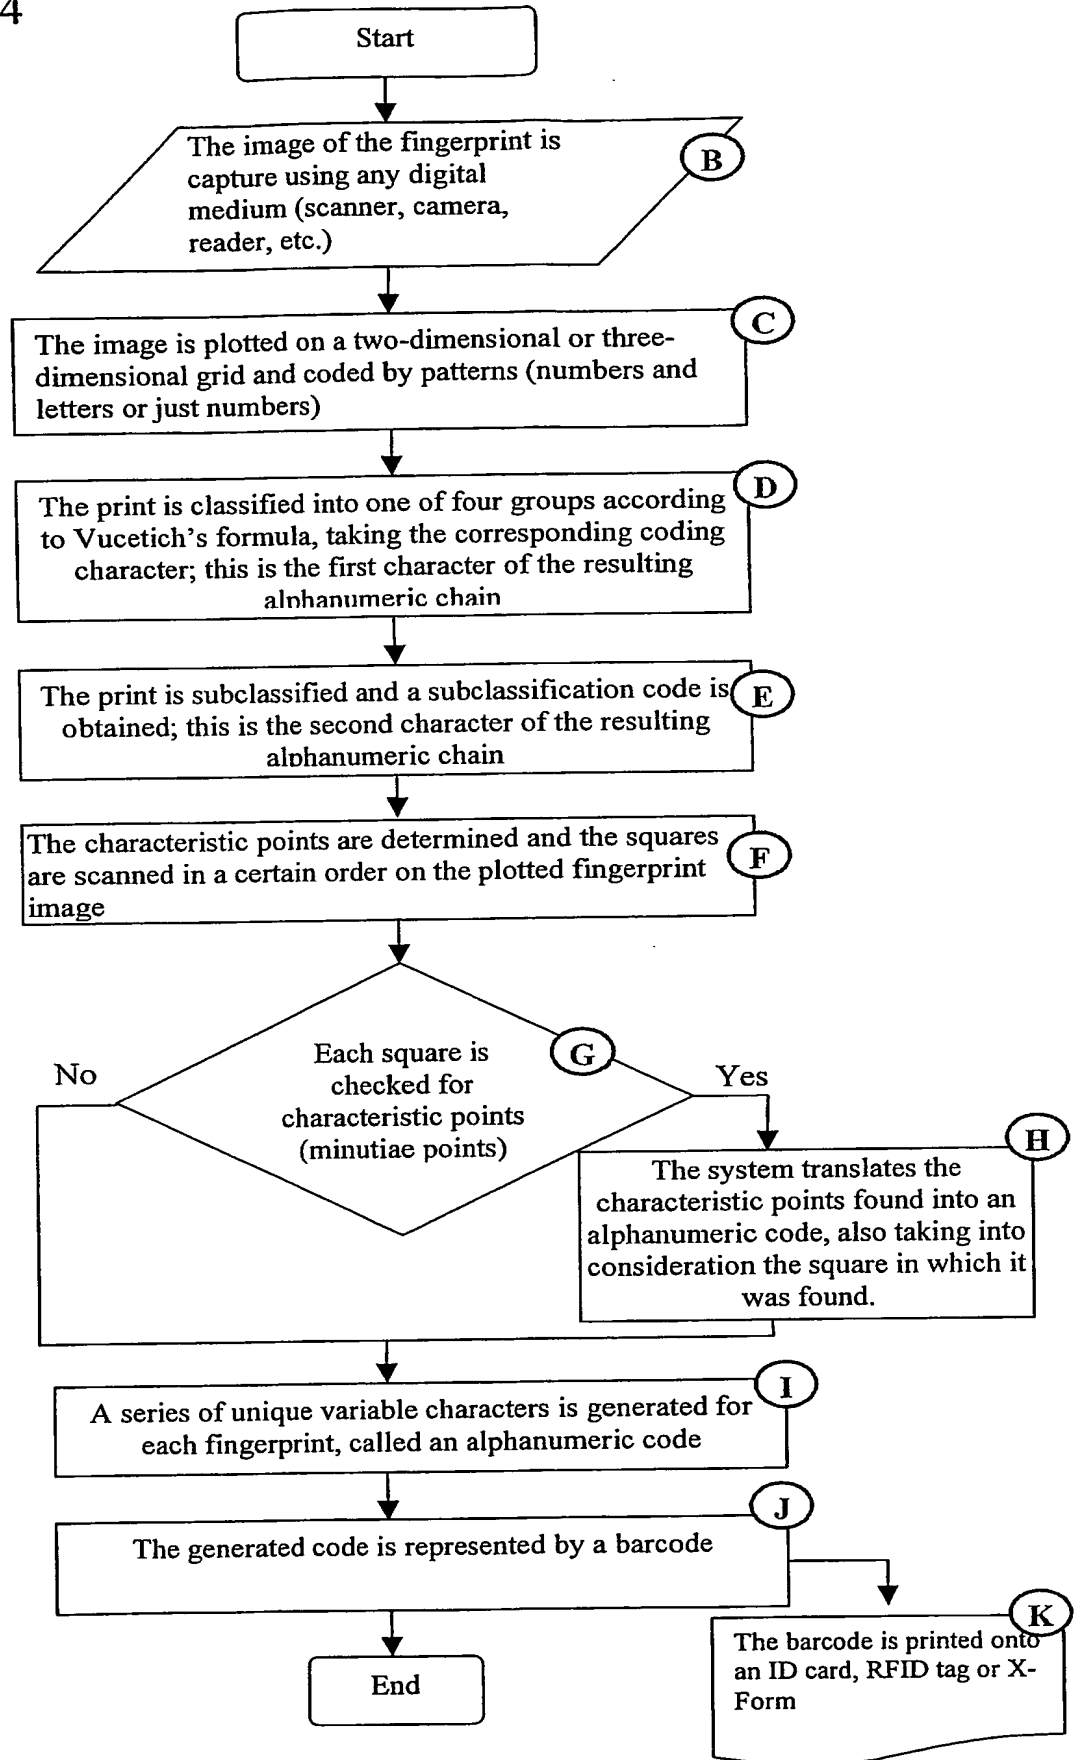 4
Start
The image of the fingerprint is
capture using any digital
medium (scanner, camera,
reader, etc.)
B
The image is plotted on a two-dimensional or three-
dimensional grid and coded by patterns (numbers and
letters or just numbers)
C
The print is classified into one of four groups according
to Vucetich's formula, taking the corresponding coding
character; this is the first character of the resulting
alphanumeric chain
D
The print is subclassified and a subclassification code is
obtained; this is the second character of the resulting
alphanumeric chain
E
The characteristic points are determined and the squares
are scanned in a certain order on the plotted fingerprint
image
F
Each square is
checked for
characteristic points
(minutiae points)
G
No
Yes
The system translates the
characteristic points found into an
alphanumeric code, also taking into
consideration the square in which it
was found.
H
A series of unique variable characters is generated for
each fingerprint, called an alphanumeric code
I
The generated code is represented by a barcode
J
The barcode is printed onto
an ID card, RFID tag or X-
Form
K
End